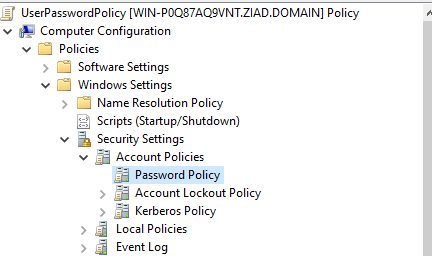 UserPasswordPolicy [WIN-P0Q87AQ9VNT.ZIAD.DOMAIN] Policy
Computer Configuration
Policies
Software Settings
Windows Settings
Name Resolution Policy
Scripts (Startup/Shutdown)
Security Settings
Account Policies
Password Policy
Account Lockout Policy
Kerberos Policy
Local Policies
Event Log